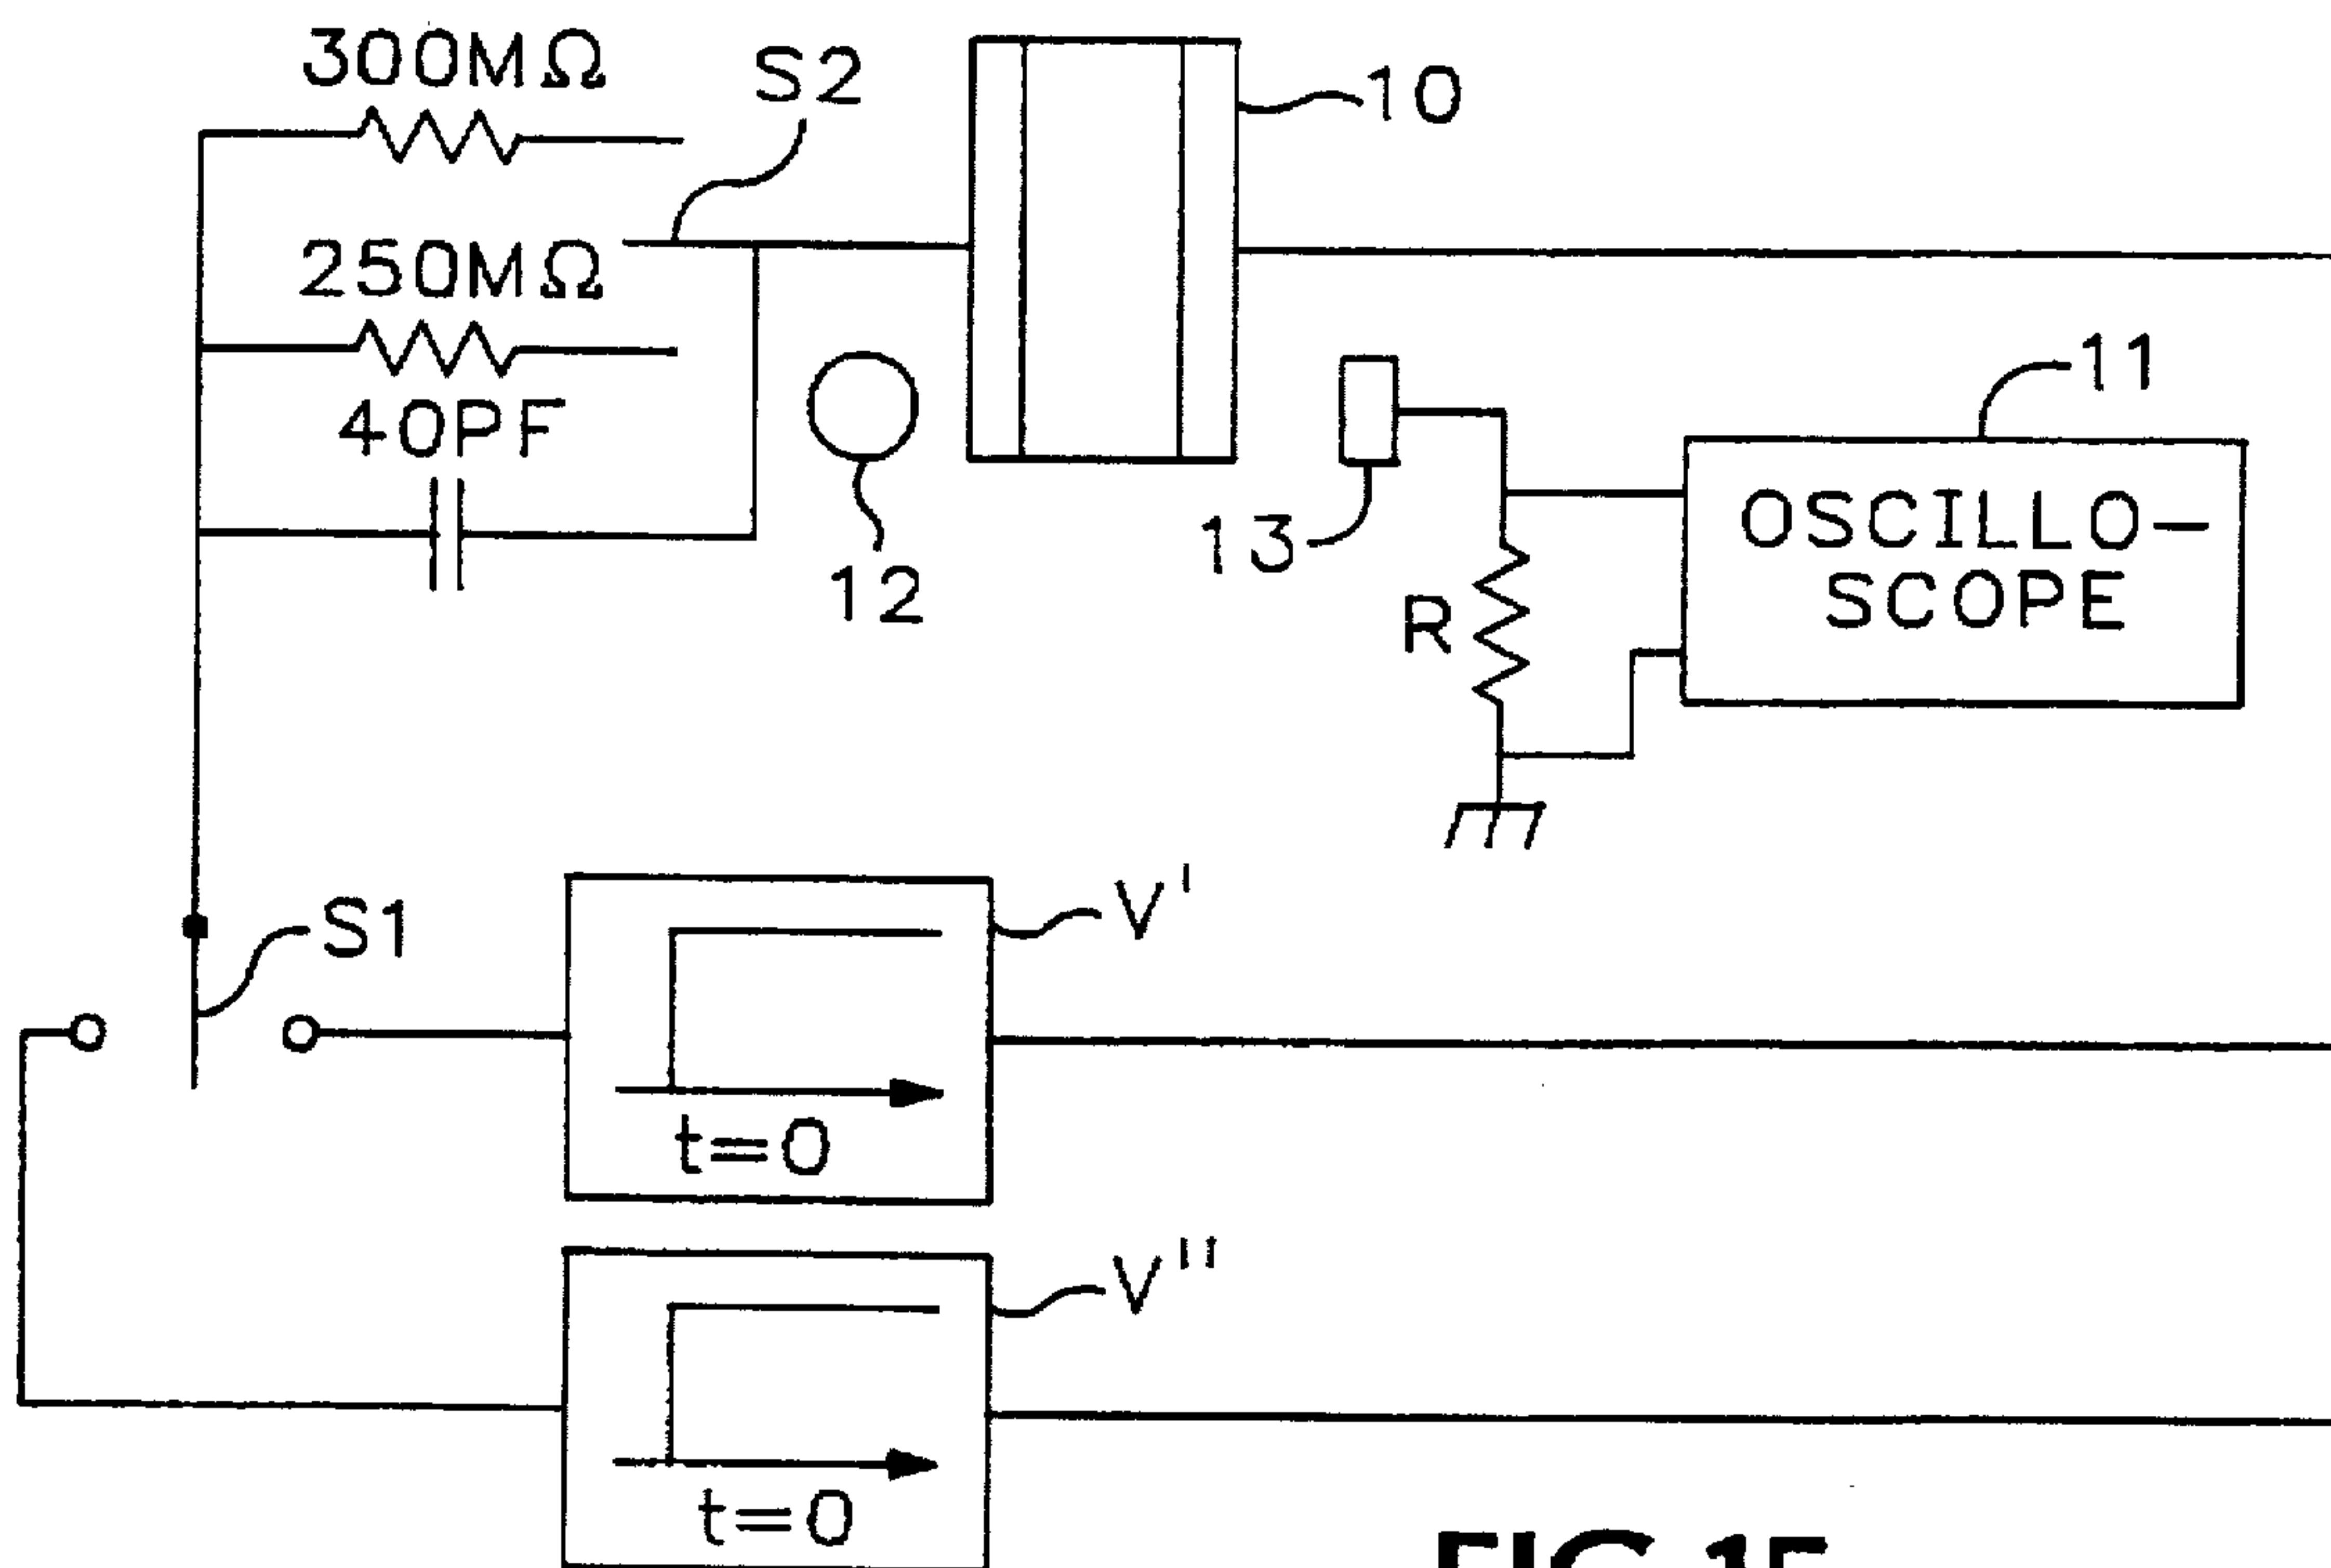 300MΩ
S2
10
250MΩ
11
40PF
OSCILLO-
SCOPE
13
12
R
S1
V'
t=0
V"
t=0